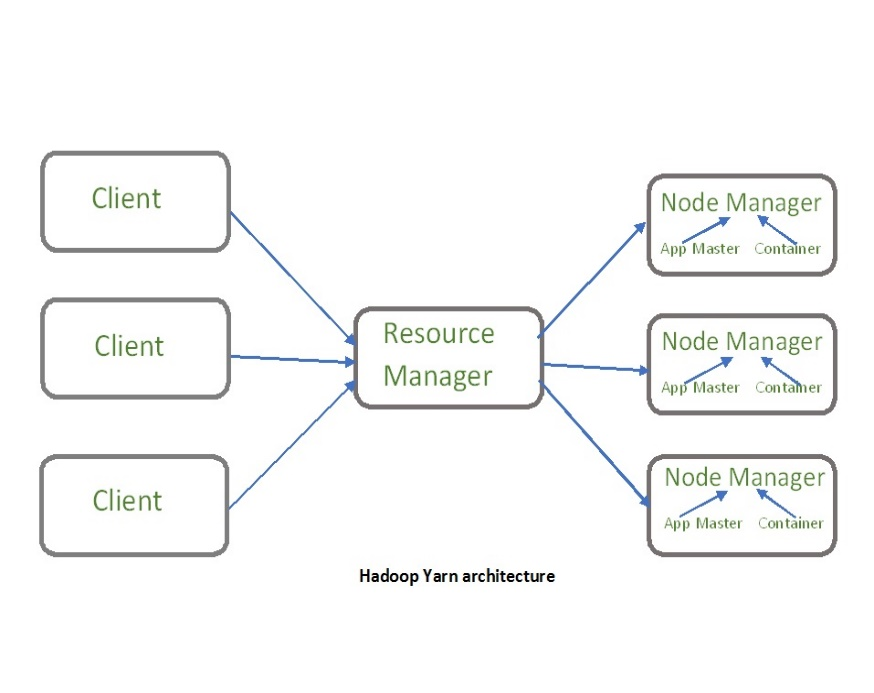 Client
Client
Client
Resource
Manager
Node Manager
App Master Container
Node Manager
App Master Container
Node Manager
App Master Container
Hadoop Yarn architecture